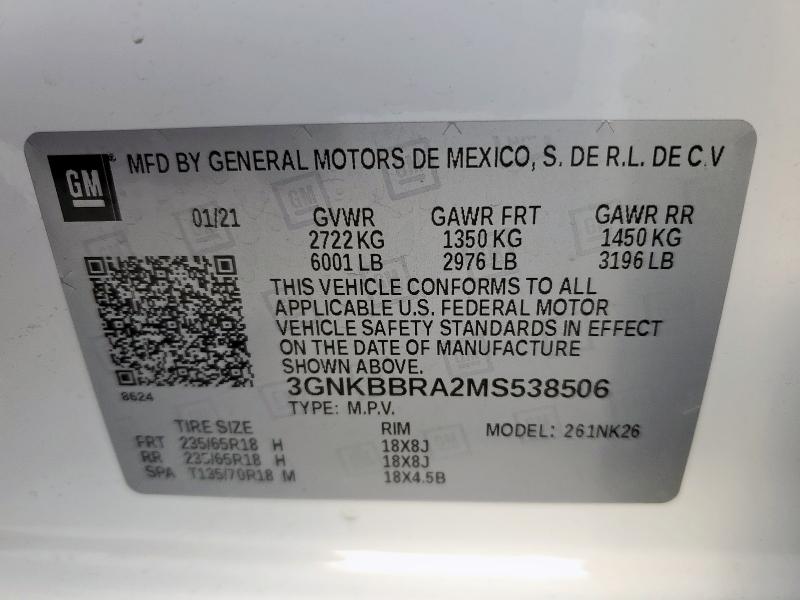 GM
MFD BY GENERAL MOTORS DE MEXICO, S. DE R.L. DE C.V
01/21 GVWR GAWR FRT GAWR RR
2722 KG 1350 KG 1450 KG
6001 LB 2976 LB 3196 LB
THIS VEHICLE CONFORMS TO ALL
APPLICABLE U.S. FEDERAL MOTOR
VEHICLE SAFETY STANDARDS IN EFFECT
ON THE DATE OF MANUFACTURE
SHOWN ABOVE.
3GNKBBRA2MS538506
8624
TYPE: M.P.V.
TIRE SIZE RIM MODEL: 261NK26
FRT 235/65R18 H 18X8J
RR 235/65R18 H 18X8J
SPA T135/70R18 M 18X4.5B